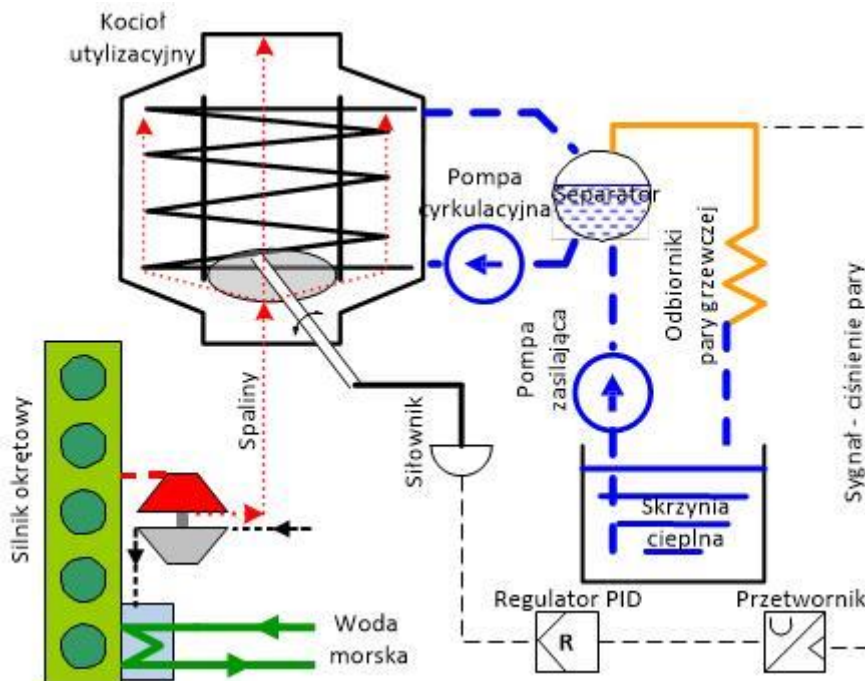 Kocioł
utylizacyjny
Pompa
cyrkulacyjna
Separator
Odbiorniki
pary grzewczej
Sygnał - ciśnienie pary
Pompa
zasilająca
Spaliny
Siłownik
Silnik okrętowy
Skrzynia
cieplna
Regulator PID
Przetwornik
R
Woda
morska